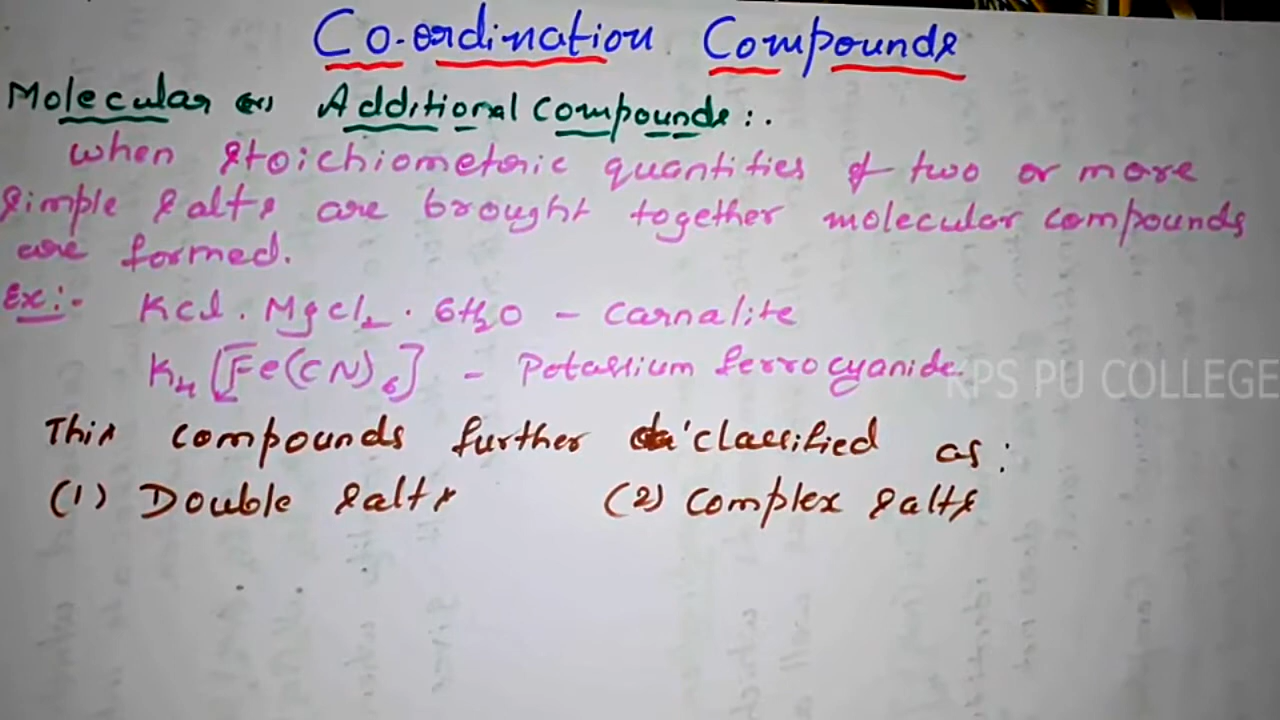 Co-ordination Compounds
Molecular (or) Additional Compounds:.
When stoichiometric quantities of two or more
simple salts are brought together molecular compounds
are formed.
Ex:- KCl . MgCl₂ . 6H₂O - Carnalite
K₄[Fe(CN)₆] - Potassium ferrocyanide.
KPS PU COLLEGE
This compounds further classified as:
(1) Double salts (2) Complex salts